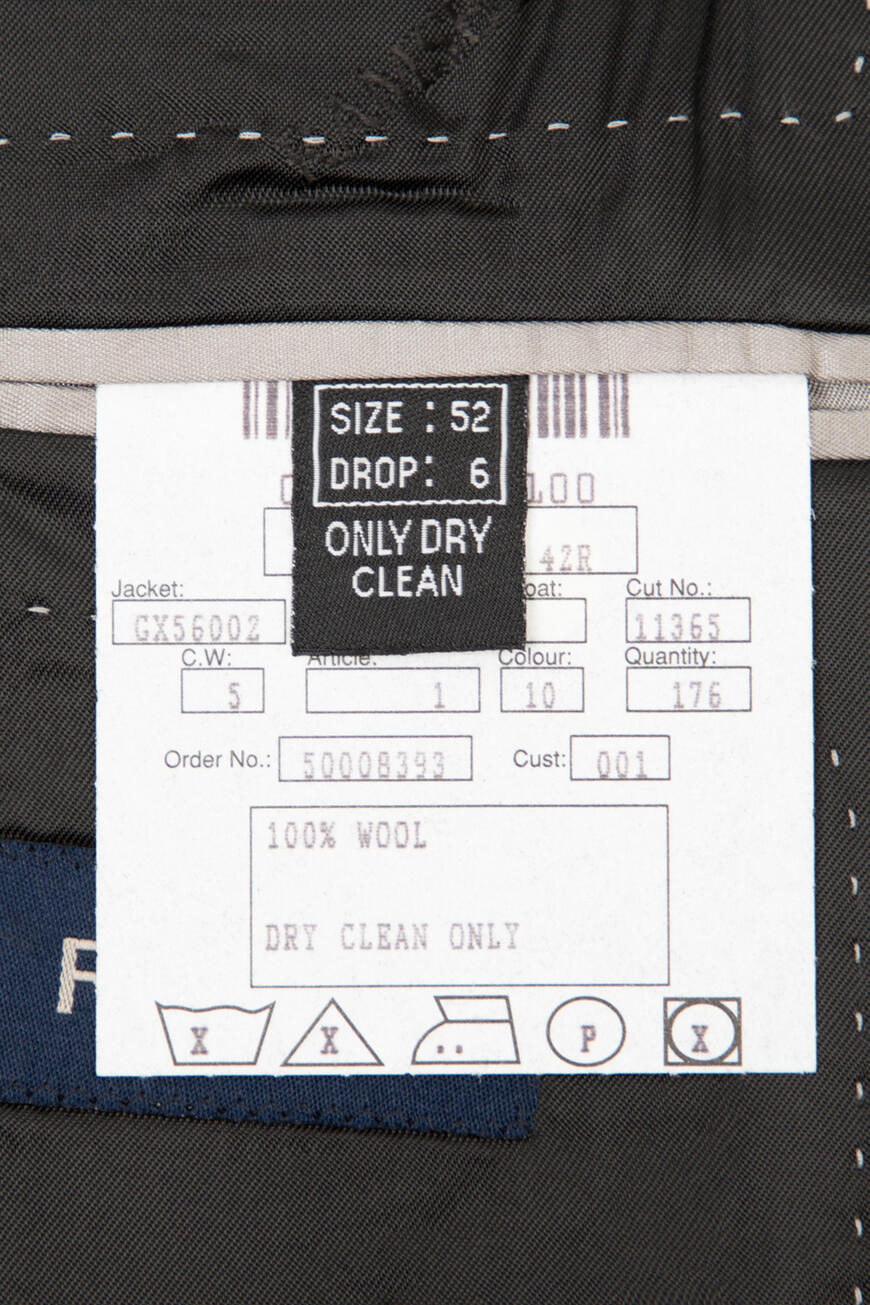 SIZE : 52
DROP: 6
ONLY DRY
CLEAN
100
42R
Jacket: Cut No.:
GX56002 11365
C.W: Article: Colour: Quantity:
5 1 10 176
Order No.: 50008393 Cust: 001
100% WOOL
DRY CLEAN ONLY
X X P X